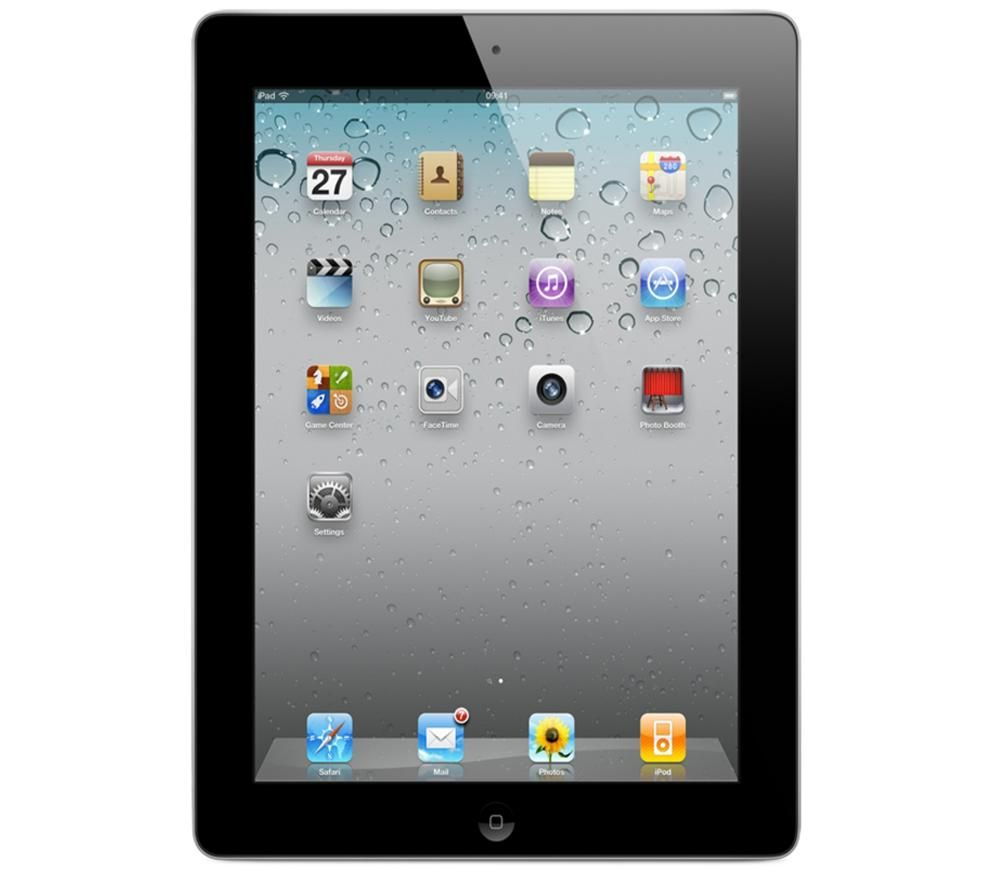 iPad 09:41
Thursday
27
280
Calendar Contacts Notes Maps
Videos YouTube iTunes App Store
Game Center FaceTime Camera Photo Booth
Settings
7
Safari Mail Photos iPod